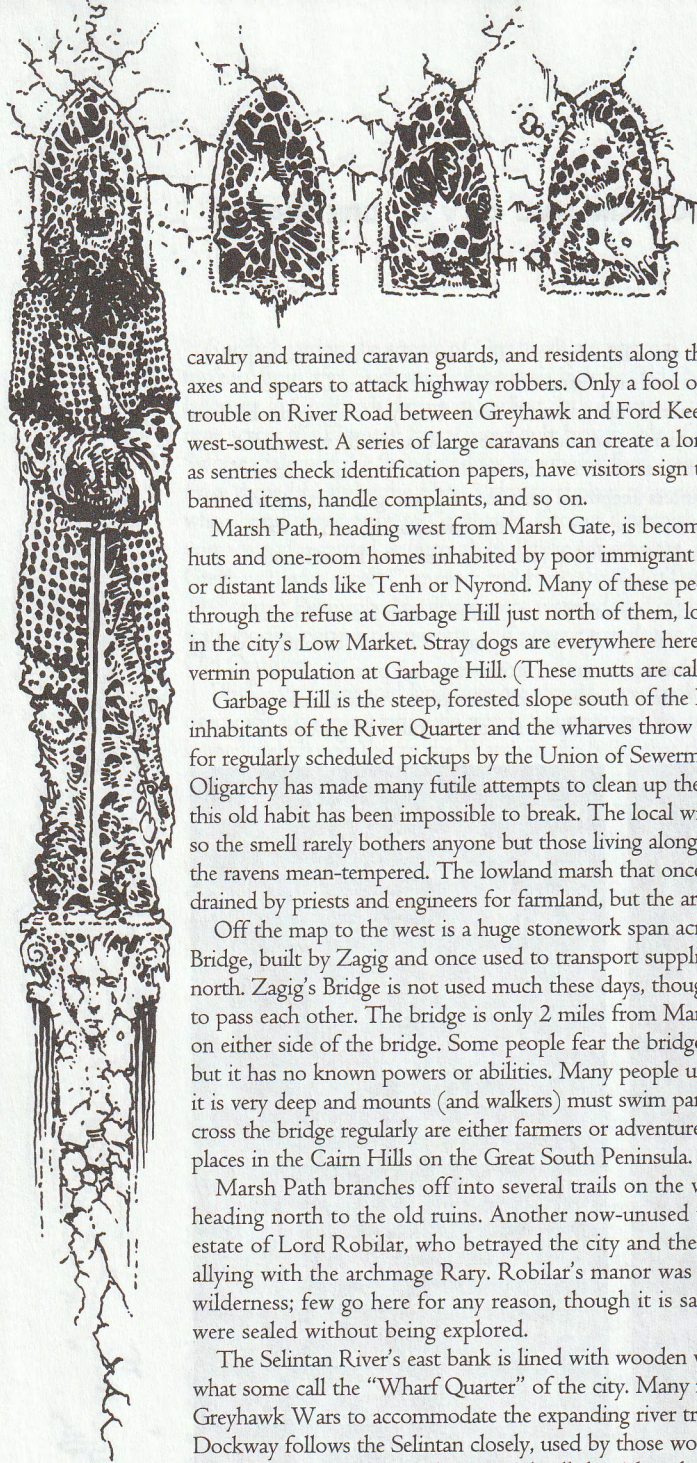 cavalry and trained caravan guards, and residents along th
axes and spears to attack highway robbers. Only a fool o
trouble on River Road between Greyhawk and Ford Kee
west-southwest. A series of large caravans can create a lon
as sentries check identification papers, have visitors sign t
banned items, handle complaints, and so on.
Marsh Path, heading west from Marsh Gate, is becom
huts and one-room homes inhabited by poor immigrant
or distant lands like Tenh or Nyrond. Many of these pe
through the refuse at Garbage Hill just north of them, lo
in the city's Low Market. Stray dogs are everywhere here
vermin population at Garbage Hill. (These mutts are cal
Garbage Hill is the steep, forested slope south of the
inhabitants of the River Quarter and the wharves throw
for regularly scheduled pickups by the Union of Sewerm
Oligarchy has made many futile attempts to clean up the
this old habit has been impossible to break. The local wi
so the smell rarely bothers anyone but those living along
the ravens mean-tempered. The lowland marsh that once
drained by priests and engineers for farmland, but the ar
Off the map to the west is a huge stonework span acr
Bridge, built by Zagig and once used to transport suppli
north. Zagig's Bridge is not used much these days, thoug
to pass each other. The bridge is only 2 miles from Mar
on either side of the bridge. Some people fear the bridge
but it has no known powers or abilities. Many people u
it is very deep and mounts (and walkers) must swim par
cross the bridge regularly are either farmers or adventure
places in the Cairn Hills on the Great South Peninsula.
Marsh Path branches off into several trails on the w
heading north to the old ruins. Another now-unused
estate of Lord Robilar, who betrayed the city and the
allying with the archmage Rary. Robilar's manor was
wilderness; few go here for any reason, though it is sa
were sealed without being explored.
The Selintan River's east bank is lined with wooden w
what some call the "Wharf Quarter" of the city. Many
Greyhawk Wars to accommodate the expanding river tr
Dockway follows the Selintan closely, used by those wo